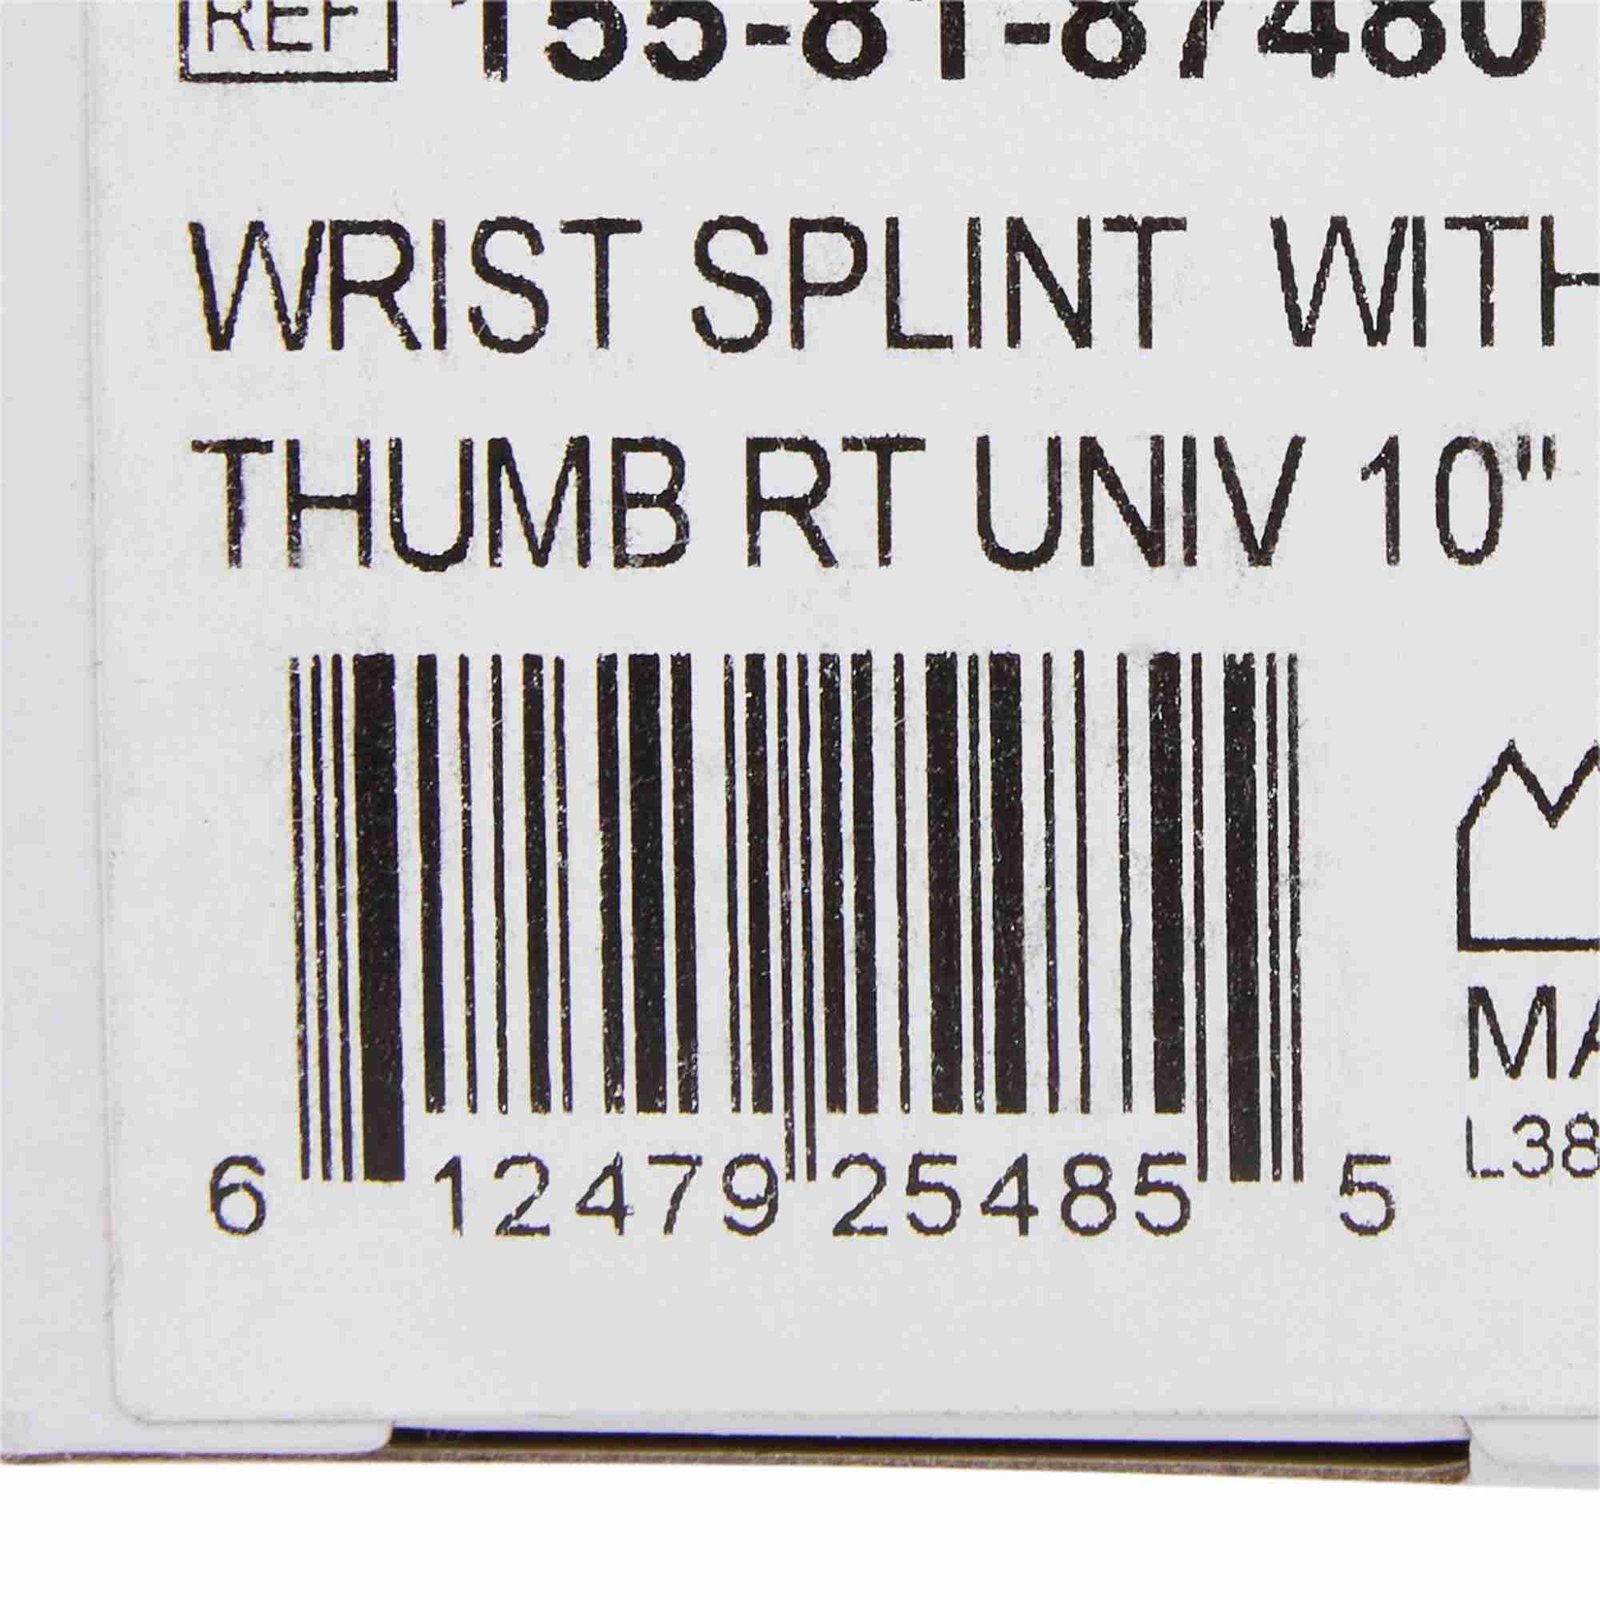 REF 155-81-87480
WRIST SPLINT WITH
THUMB RT UNIV 10"
6 12479 25485 5
MA
L38